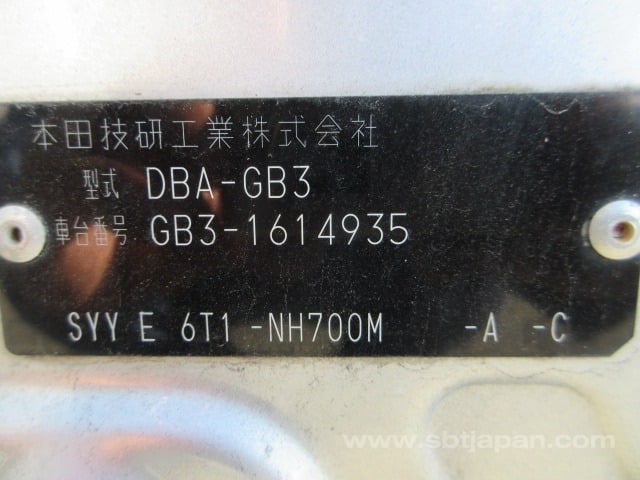 本田技研工業株式会社
型式 DBA-GB3
車台番号 GB3-1614935
SYY E 6T1 -NH700M -A -C
www.sbtjapan.com